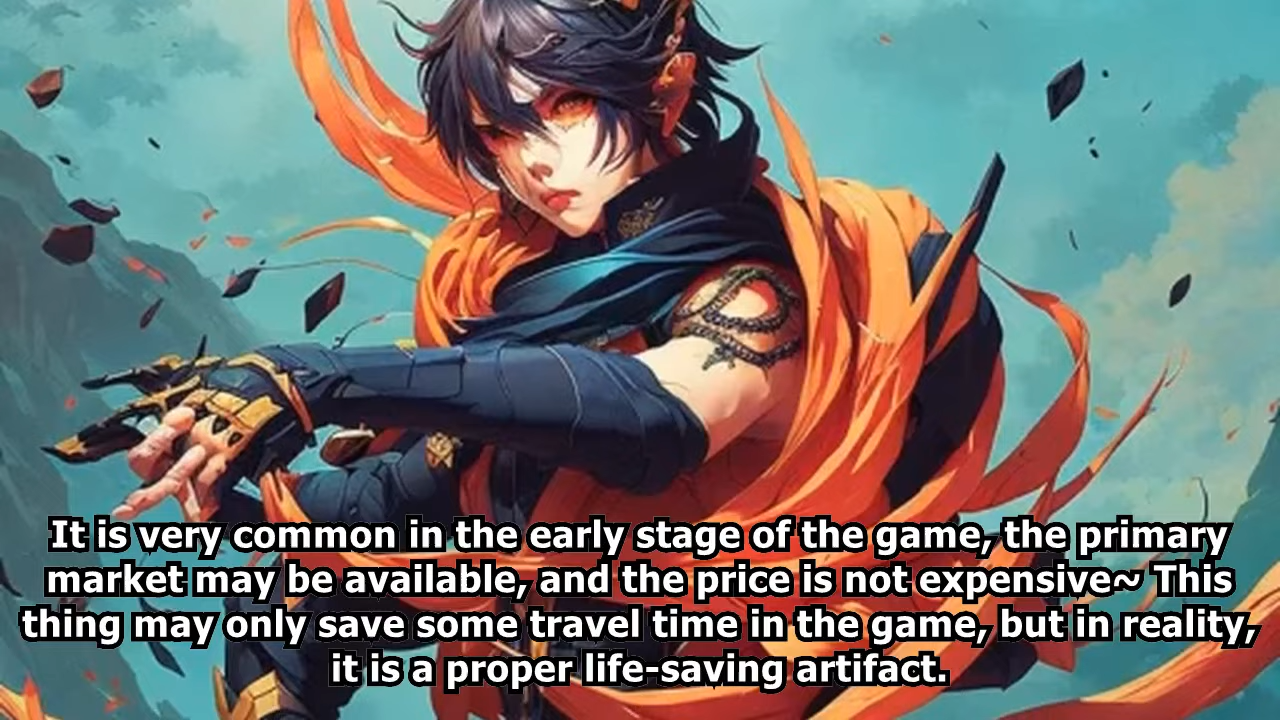 It is very common in the early stage of the game, the primary
market may be available, and the price is not expensive~ This
thing may only save some travel time in the game, but in reality,
it is a proper life-saving artifact.